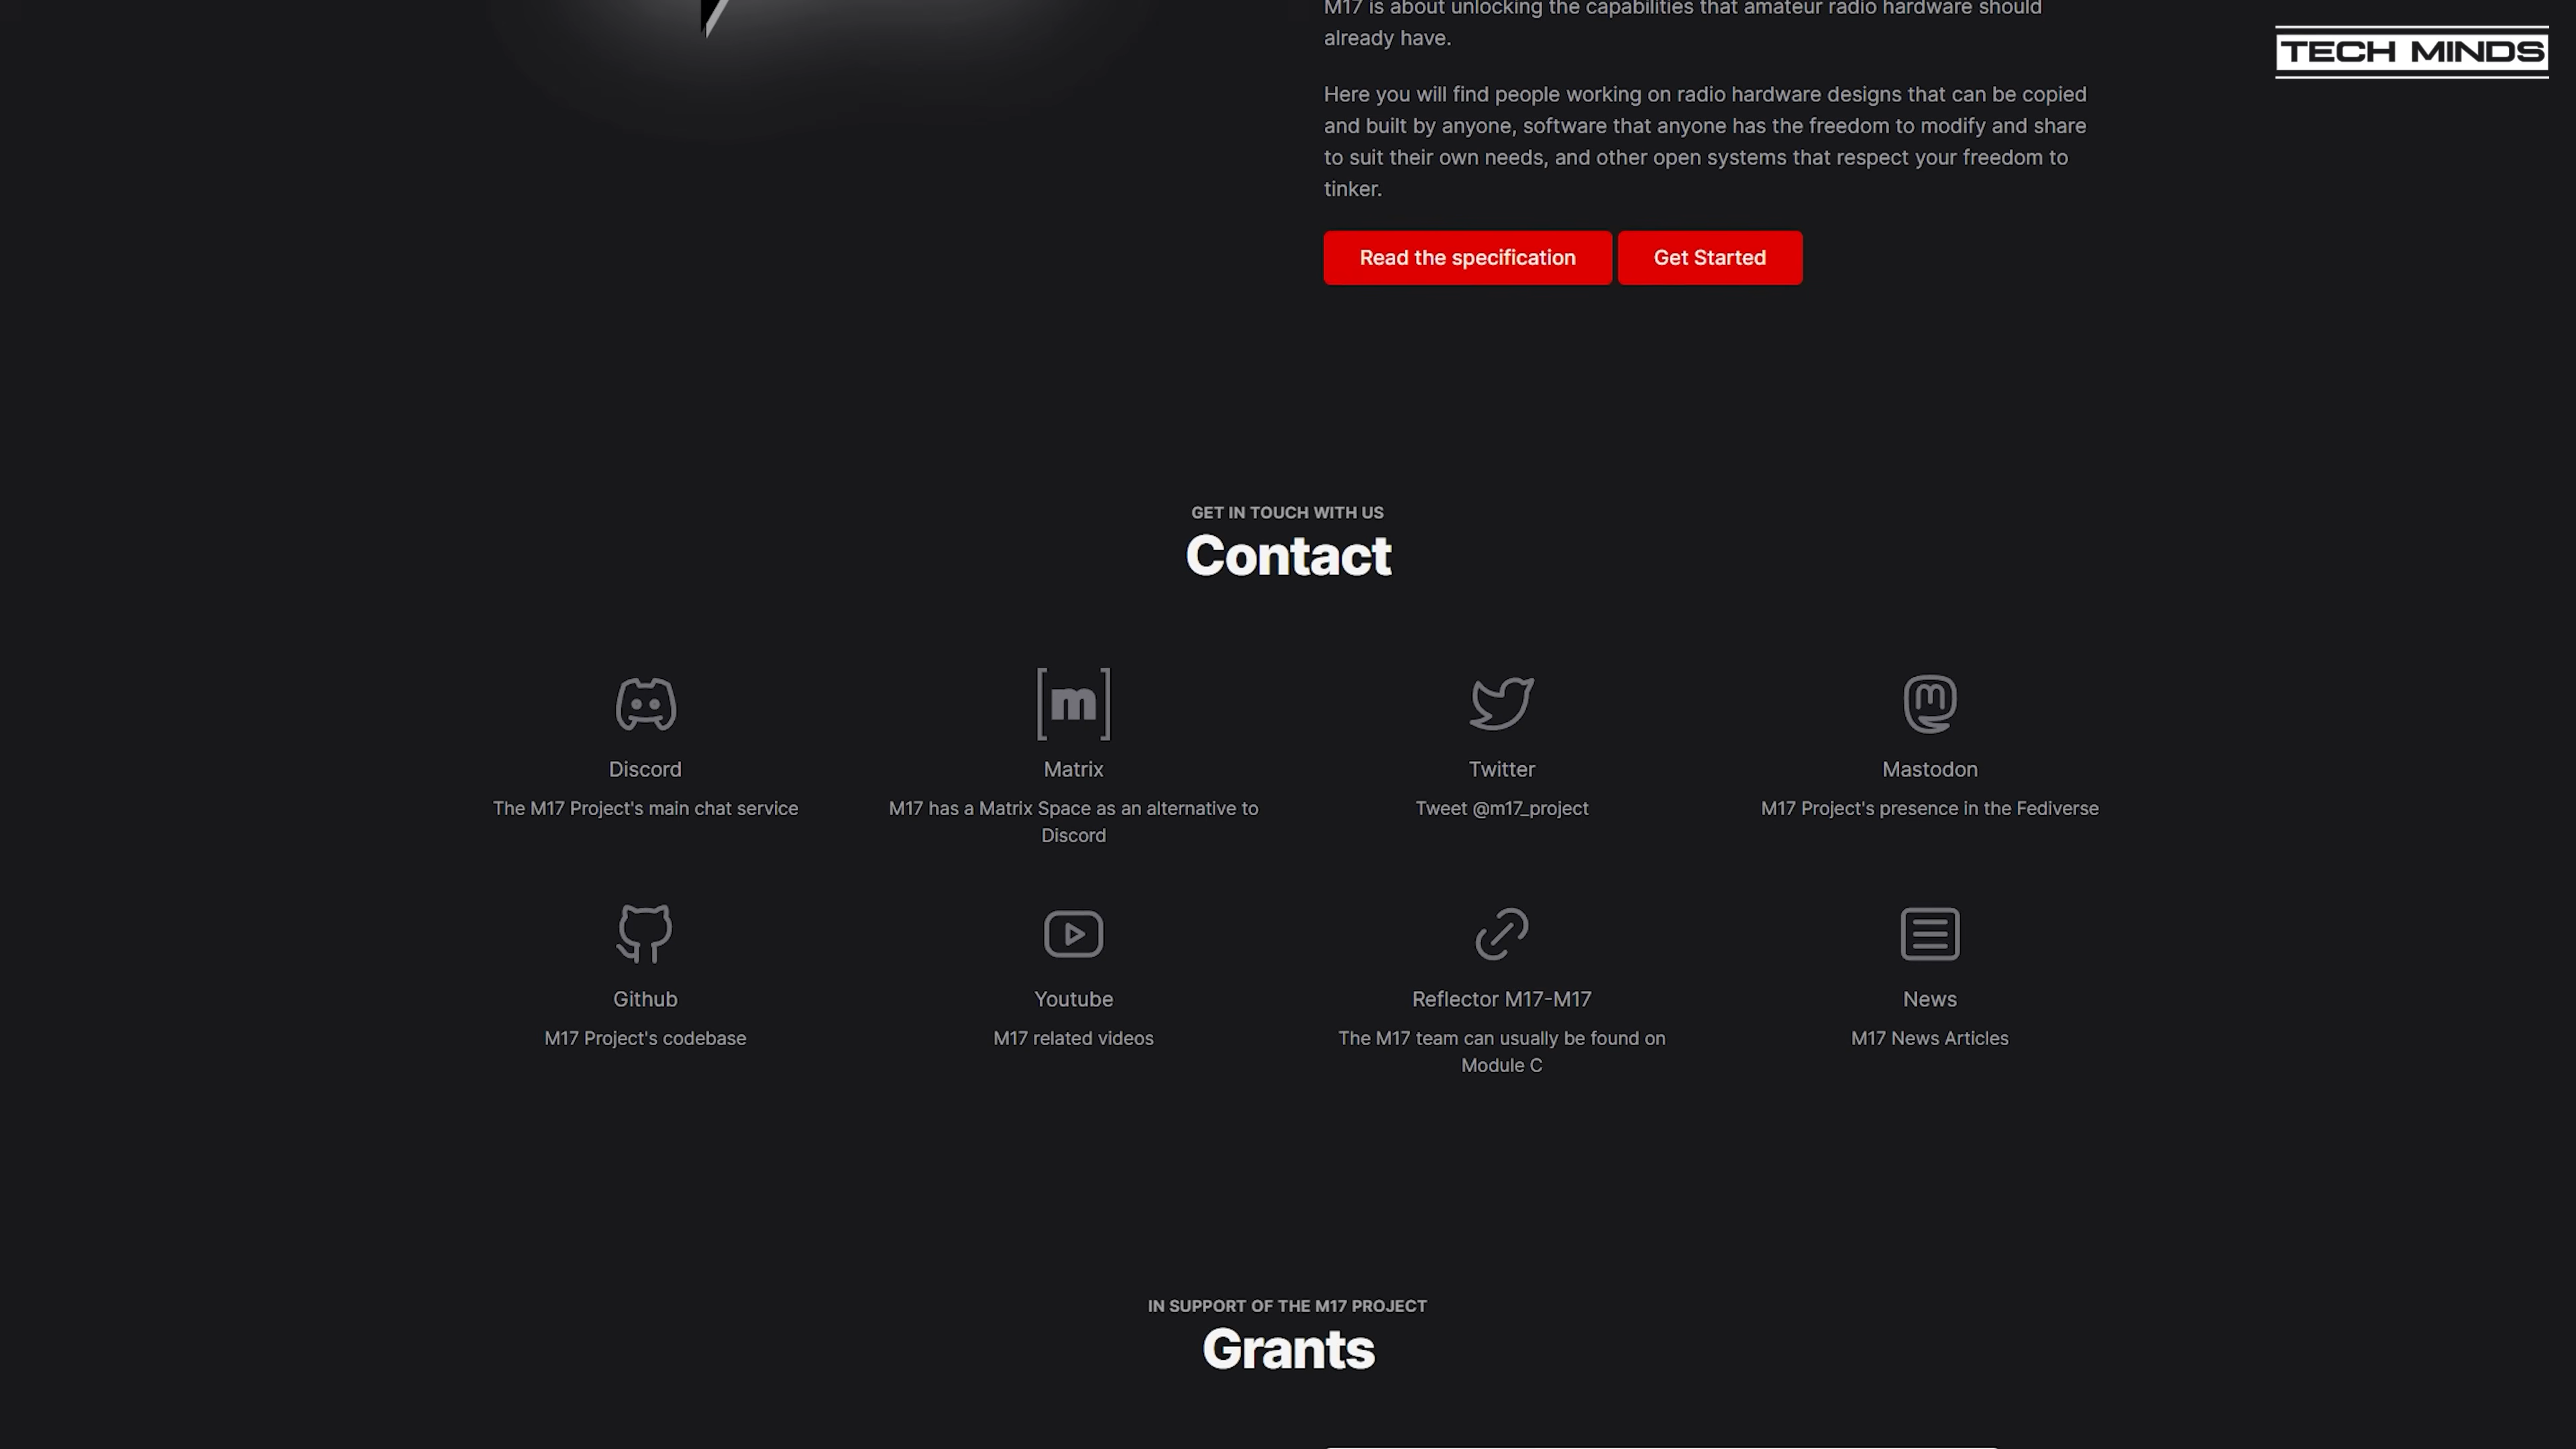 M17 is about unlocking the capabilities that amateur radio hardware should
already have.
TECH MINDS
Here you will find people working on radio hardware designs that can be copied
and built by anyone, software that anyone has the freedom to modify and share
to suit their own needs, and other open systems that respect your freedom to
tinker.
Read the specification
Get Started
GET IN TOUCH WITH US
Contact
Discord
The M17 Project's main chat service
Matrix
M17 has a Matrix Space as an alternative to
Discord
Twitter
Tweet @m17_project
Mastodon
M17 Project's presence in the Fediverse
Github
M17 Project's codebase
Youtube
M17 related videos
Reflector M17-M17
The M17 team can usually be found on
Module C
News
M17 News Articles
IN SUPPORT OF THE M17 PROJECT
Grants